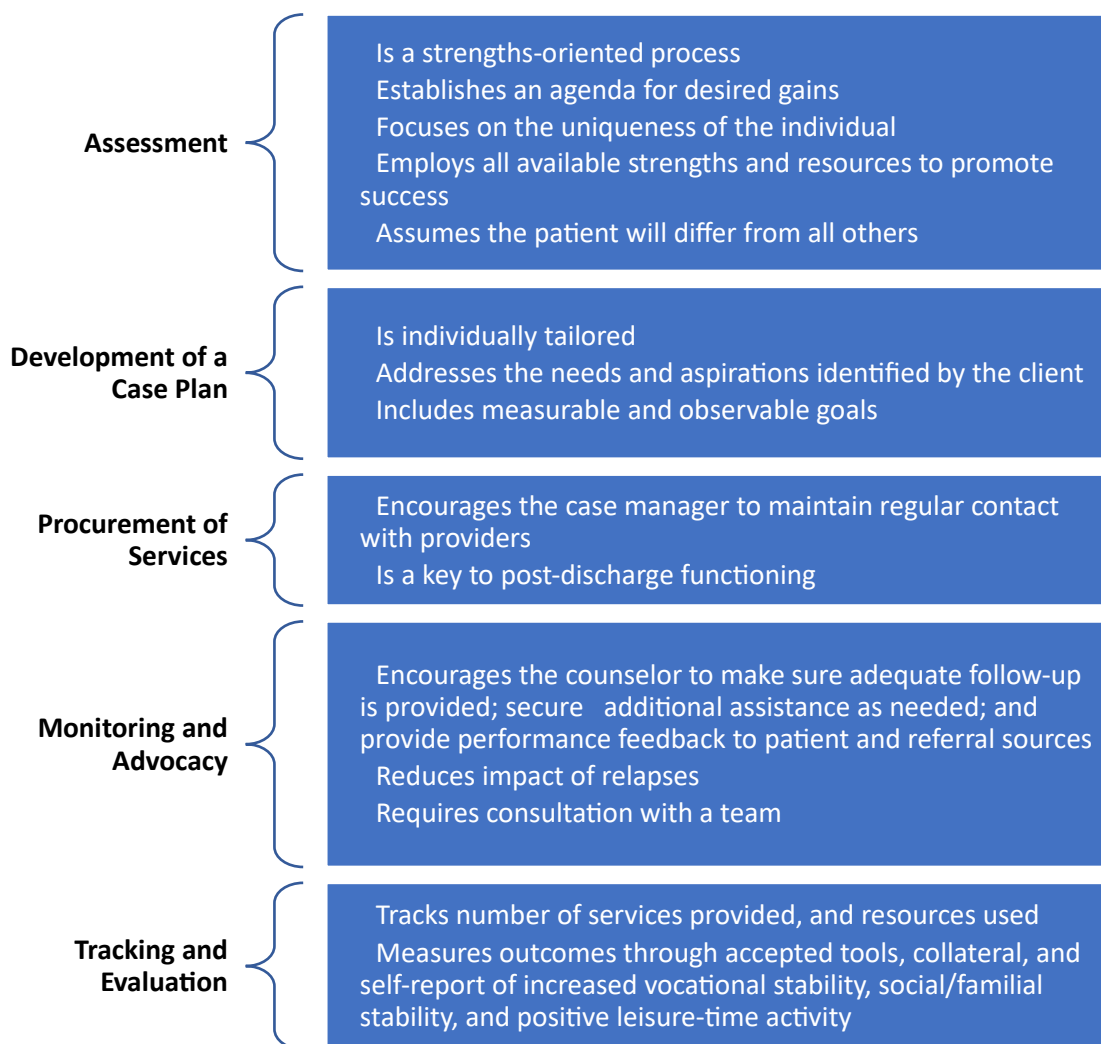 Assessment
Is a strengths-oriented process
Establishes an agenda for desired gains
Focuses on the uniqueness of the individual
Employs all available strengths and resources to promote
success
Assumes the patient will differ from all others
Development of a
Case Plan
Is individually tailored
Addresses the needs and aspirations identified by the client
Includes measurable and observable goals
Procurement of
Services
Encourages the case manager to maintain regular contact
with providers
Is a key to post-discharge functioning
Monitoring and
Advocacy
Encourages the counselor to make sure adequate follow-up
is provided; secure additional assistance as needed; and
provide performance feedback to patient and referral sources
Reduces impact of relapses
Requires consultation with a team
Tracking and
Evaluation
Tracks number of services provided, and resources used
Measures outcomes through accepted tools, collateral, and
self-report of increased vocational stability, social/familial
stability, and positive leisure-time activity